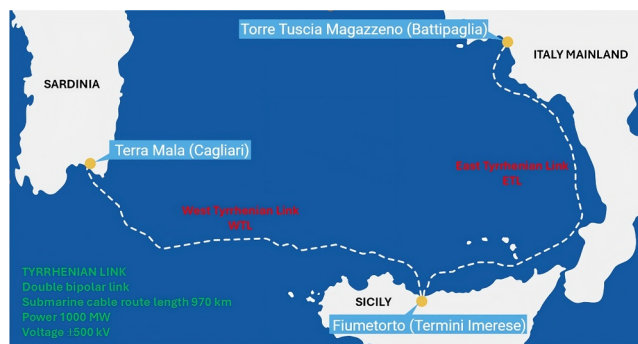 Torre Tuscia Magazzeno (Battipaglia)
ITALY MAINLAND
SARDINIA
Terra Mala (Cagliari)
East Tyrrhenian Link
ETL
West Tyrrhenian Link
WTL
TYRRHENIAN LINK
Double bipolar link
Submarine cable route length 970 km
Power 1000 MW
Voltage ±500 kV
SICILY
Fiumetorto (Termini Imerese)